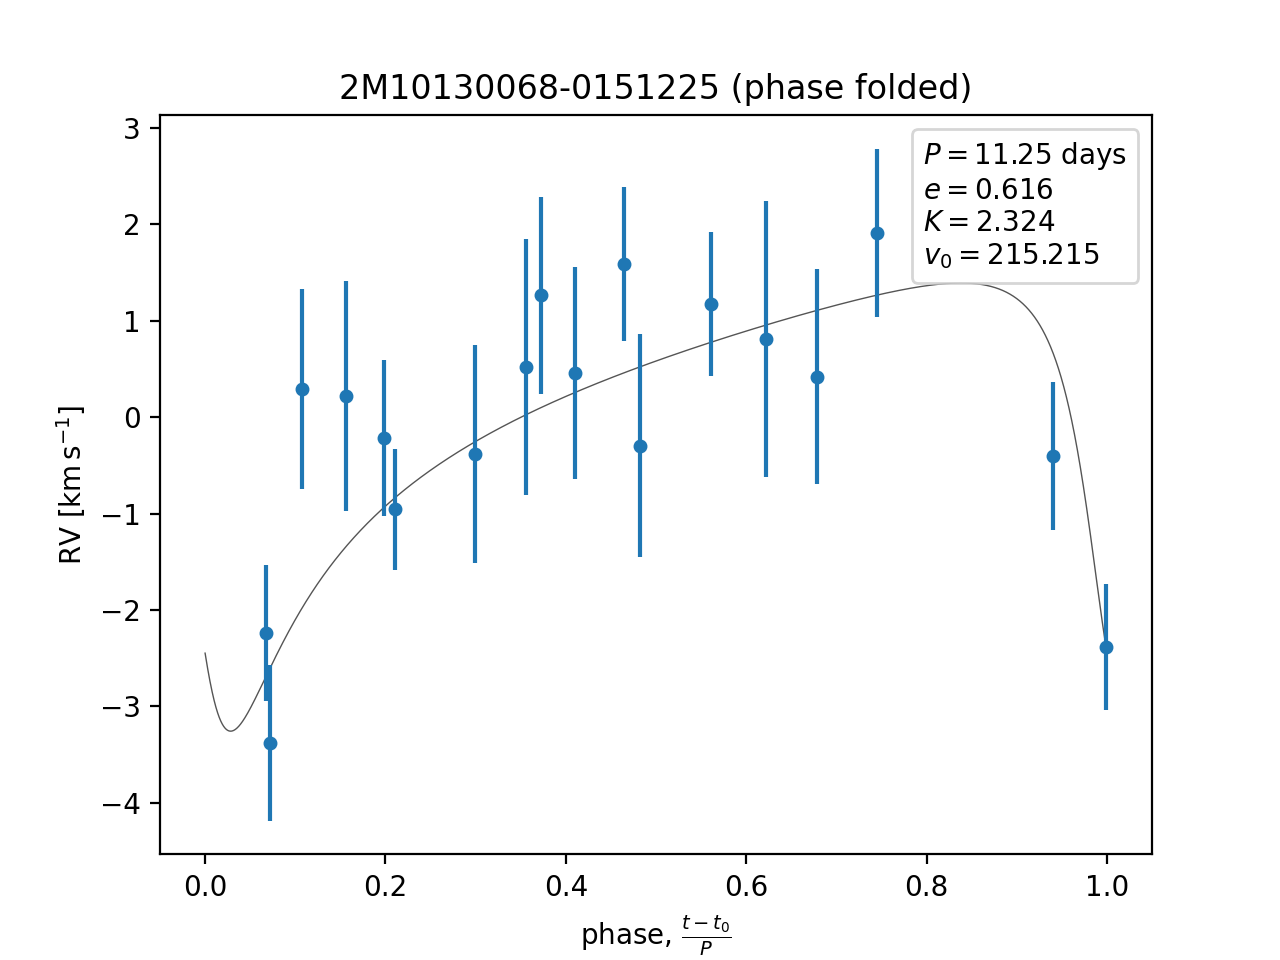 2M10130068-0151225 (phase folded)
P = 11.25 days
e = 0.616
K = 2.324
v₀ = 215.215
3
2
1
0
−1
−2
−3
−4
RV [km s⁻¹]
0.0 0.2 0.4 0.6 0.8 1.0
phase, (t − t₀)/P